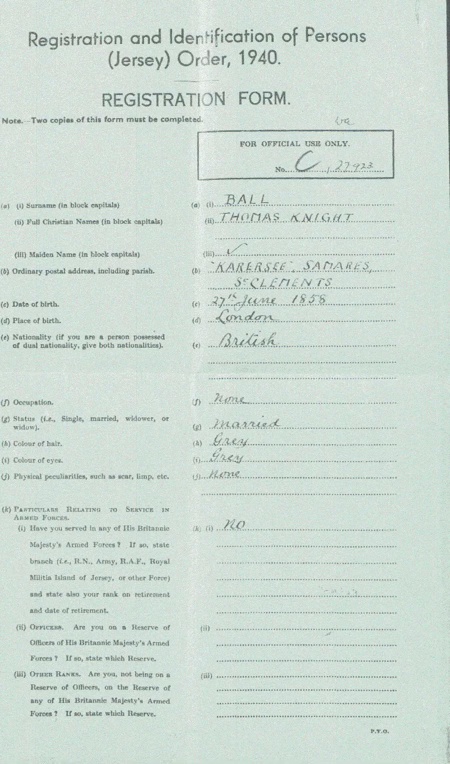 Registration and Identification of Persons
(Jersey) Order, 1940.
REGISTRATION FORM.
Note. Two copies of this form must be completed.
FOR OFFICIAL USE ONLY.
No. C, 27923
(a) (i) Surname (in block capitals) (a) (i) BALL
(ii) Full Christian Names (in block capitals) (ii) THOMAS KNIGHT
(iii) Maiden Name (in block capitals) (iii) ✓
(b) Ordinary postal address, including parish. (b) "KARERSEE", SAMARES,
ST CLEMENTS
(c) Date of birth. (c) 27th June 1858
(d) Place of birth. (d) London
(e) Nationality (if you are a person possessed
of dual nationality, give both nationalities). (e) British
(f) Occupation. (f) None
(g) Status (i.e., Single, married, widower, or
widow). (g) Married
(h) Colour of hair. (h) Grey
(i) Colour of eyes. (i) Grey
(j) Physical peculiarities, such as scar, limp, etc. (j) None
(k) PARTICULARS RELATING TO SERVICE IN
ARMED FORCES.
(i) Have you served in any of His Britannic (k) (i) No
Majesty's Armed Forces? If so, state
branch (i.e., R.N., Army, R.A.F., Royal
Militia Island of Jersey, or other Force)
and state also your rank on retirement
and date of retirement.
(ii) OFFICER. Are you on a Reserve of (ii)
Officers of His Britannic Majesty's Armed
Forces? If so, state which Reserve.
(iii) OTHER RANKS. Are you, not being on a (iii)
Reserve of Officers, on the Reserve of
any of His Britannic Majesty's Armed
Forces? If so, state which Reserve.
P.T.O.